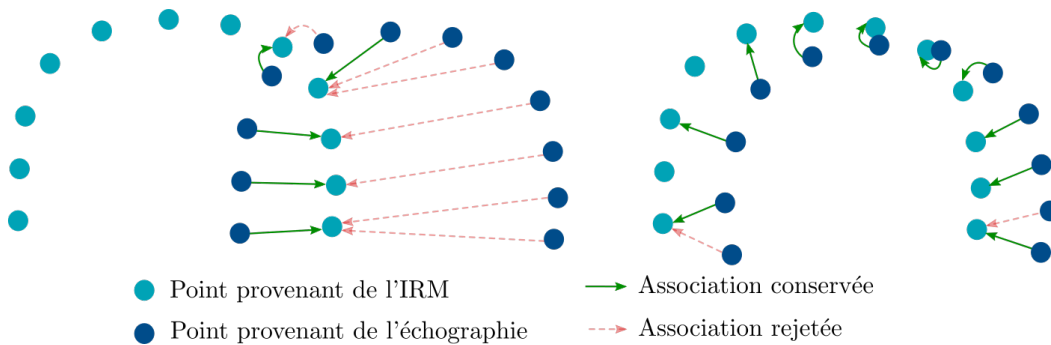 Point provenant de l'IRM
Association conservée
Point provenant de l'échographie
Association rejetée